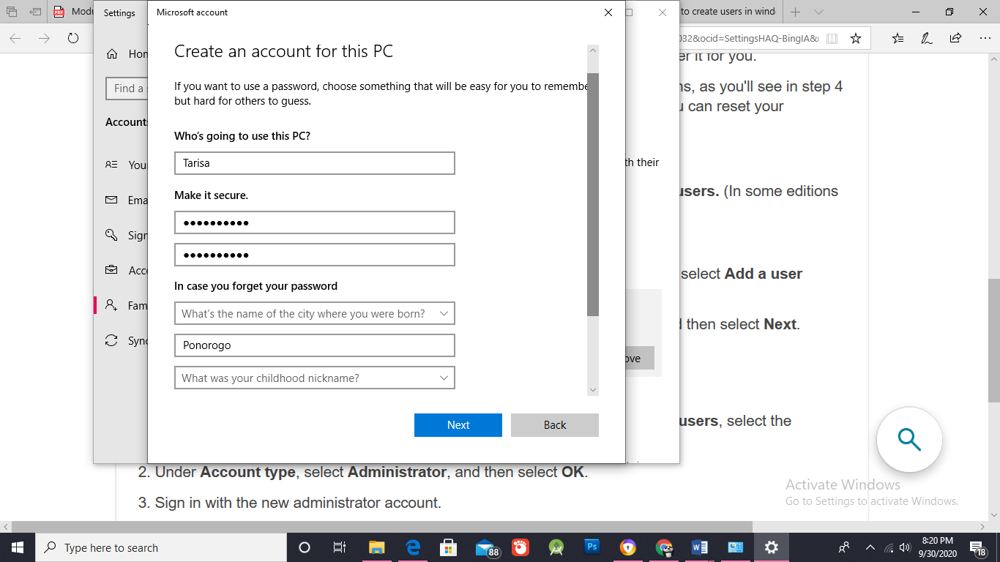 Settings
Microsoft account
to create users in wind
032&ocid=SettingsHAQ-BingIA&
Create an account for this PC
If you want to use a password, choose something that will be easy for you to remembe
but hard for others to guess.
Who's going to use this PC?
Tarisa
Make it secure.
●●●●●●●●●●
●●●●●●●●●●
In case you forget your password
What's the name of the city where you were born?
Ponorogo
What was your childhood nickname?
Next
Back
Hon
Find a
Account
You
Ema
Sign
Acc
Fam
Sync
er it for you.
ns, as you'll see in step 4
u can reset your
th their
users. (In some editions
select Add a user
d then select Next.
ove
users, select the
2. Under Account type, select Administrator, and then select OK.
3. Sign in with the new administrator account.
Activate Windows
Go to Settings to activate Windows.
PDF
Modu
Type here to search
88
Ps
8:20 PM
9/30/2020
18